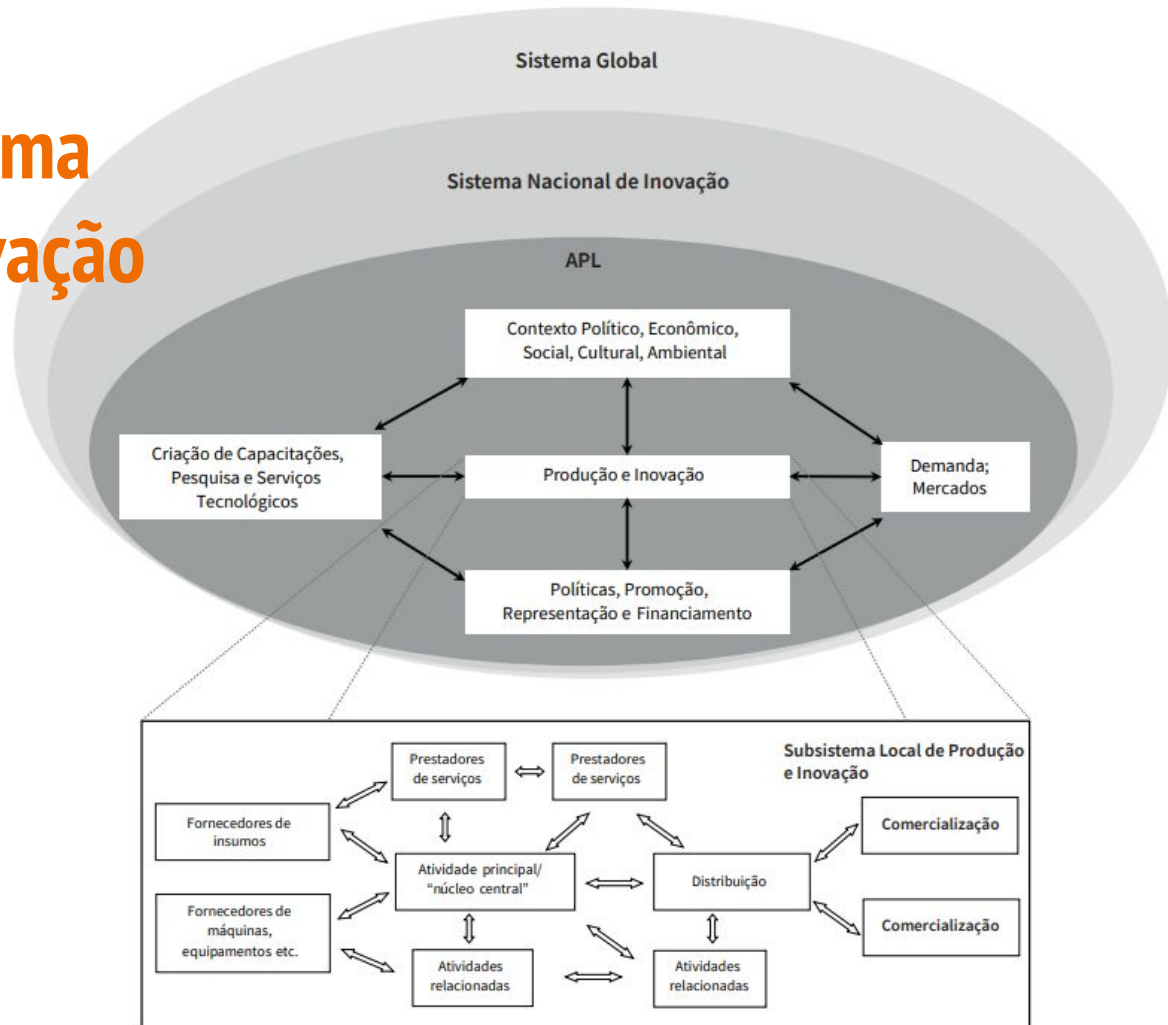 Sistema Global
ma
Sistema Nacional de Inovação
vação
APL
Contexto Político, Econômico,
Social, Cultural, Ambiental
Criação de Capacitações,
Pesquisa e Serviços
Tecnológicos
Produção e Inovação
Demanda;
Mercados
Políticas, Promoção,
Representação e Financiamento
Subsistema Local de Produção
e Inovação
Prestadores
de serviços
Prestadores
de serviços
Fornecedores de
insumos
Comercialização
Atividade principal/
“núcleo central”
Distribuição
Fornecedores de
máquinas,
equipamentos etc.
Comercialização
Atividades
relacionadas
Atividades
relacionadas